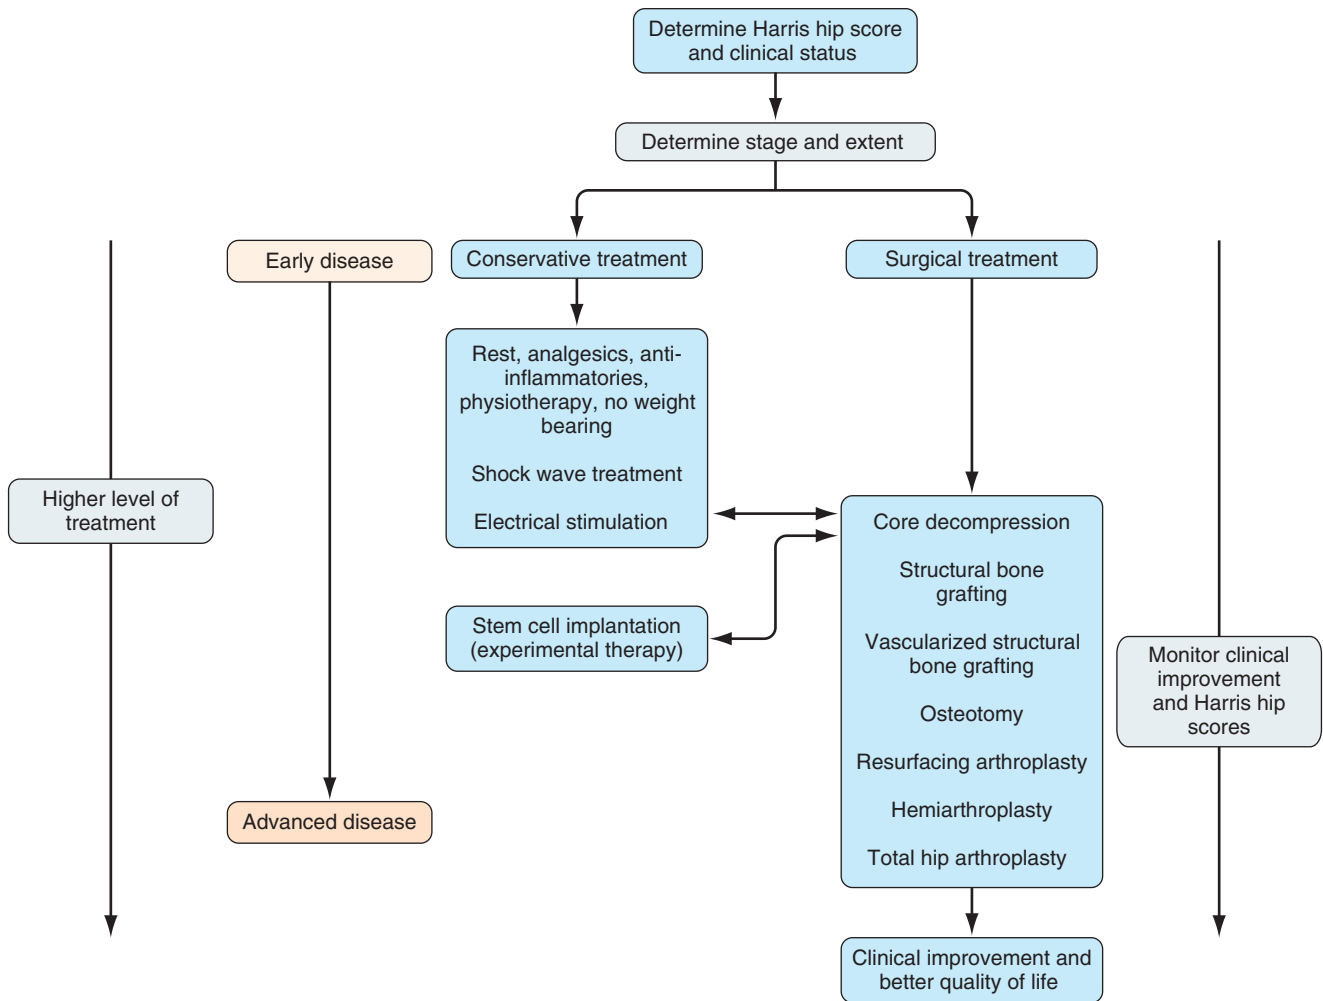 Determine Harris hip score
and clinical status
Determine stage and extent
Early disease
Conservative treatment
Surgical treatment
Rest, analgesics, anti-
inflammatories,
physiotherapy, no weight
bearing
Shock wave treatment
Electrical stimulation
Higher level of
treatment
Core decompression
Structural bone
grafting
Vascularized structural
bone grafting
Osteotomy
Resurfacing arthroplasty
Hemiarthroplasty
Total hip arthroplasty
Stem cell implantation
(experimental therapy)
Monitor clinical
improvement
and Harris hip
scores
Advanced disease
Clinical improvement and
better quality of life